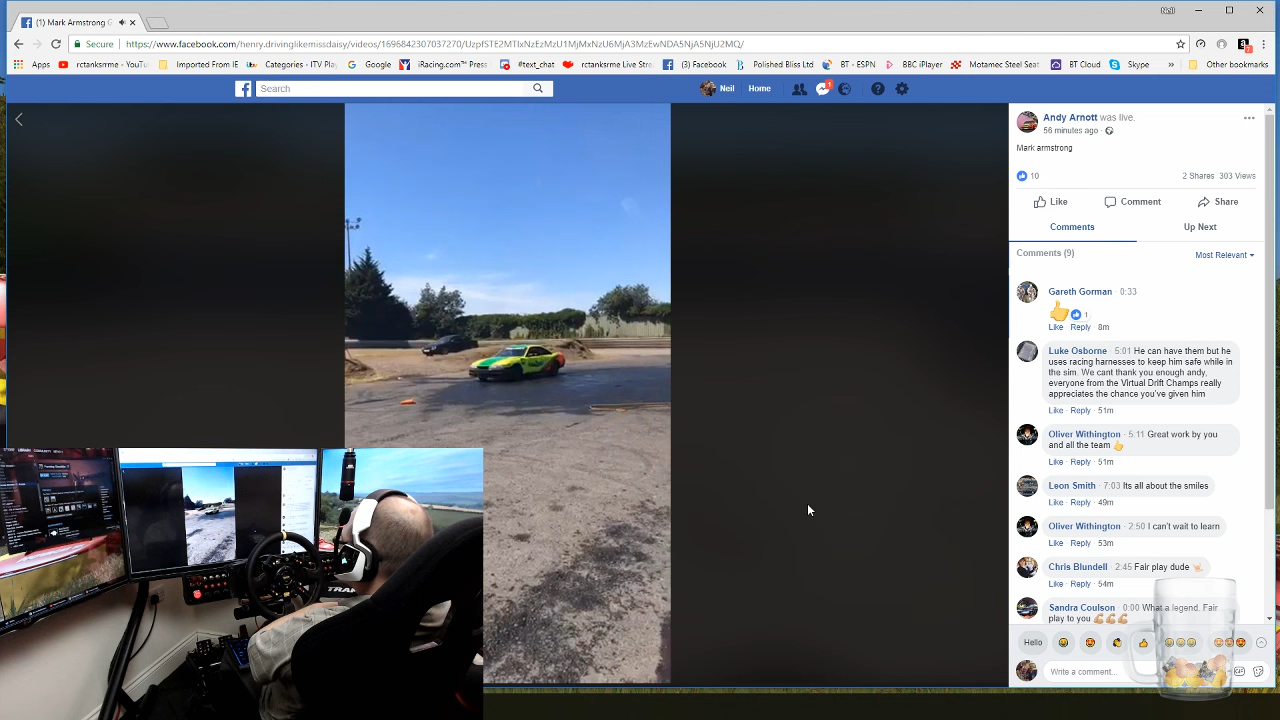 Neil
(1) Mark Armstrong G
Secure https://www.facebook.com/henry.drivinglikemissdaisy/videos/1696842307037270/UzpfSTE2MTIxNzEzMzU1MjMxNzU6MjA3MzEwNDA5NjA5NjU2MQ/
Apps rctanksrme - YouTu Imported From IE Categories - ITV Play Google iRacing.com™ Press #text_chat rctanksrme Live Stre (3) Facebook Polished Bliss Ltd BT - ESPN BBC iPlayer Motamec Steel Seat BT Cloud Skype » Other bookmarks
Search Neil Home 1
Andy Arnott was live.
56 minutes ago
Mark armstrong
10 2 Shares 303 Views
Like Comment Share
Comments Up Next
Comments (9) Most Relevant
Gareth Gorman 0:33
1
Like Reply 8m
Luke Osborne 5:01 He can have them but he
uses racing harnesses to keep him safe while in
the sim. We cant thank you enough andy,
everyone from the Virtual Drift Champs really
appreciates the chance you've given him
Like Reply 51m
Oliver Withington 5:11 Great work by you
and all the team
Like Reply 51m
Leon Smith 7:03 Its all about the smiles
Like Reply 49m
Oliver Withington 2:50 I can't wait to learn
Like Reply 53m
Chris Blundell 2:45 Fair play dude
Like Reply 54m
Sandra Coulson 0:00 What a legend. Fair
play to you
Hello
Write a comment...
GIF